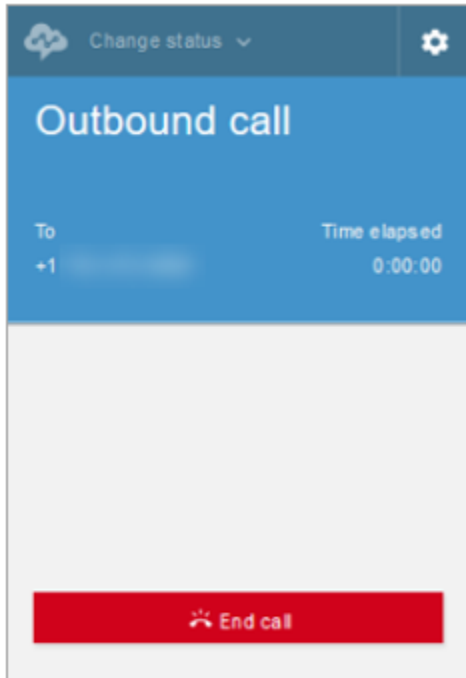 Change status
Outbound call
To
Time elapsed
+1
0:00:00
End call